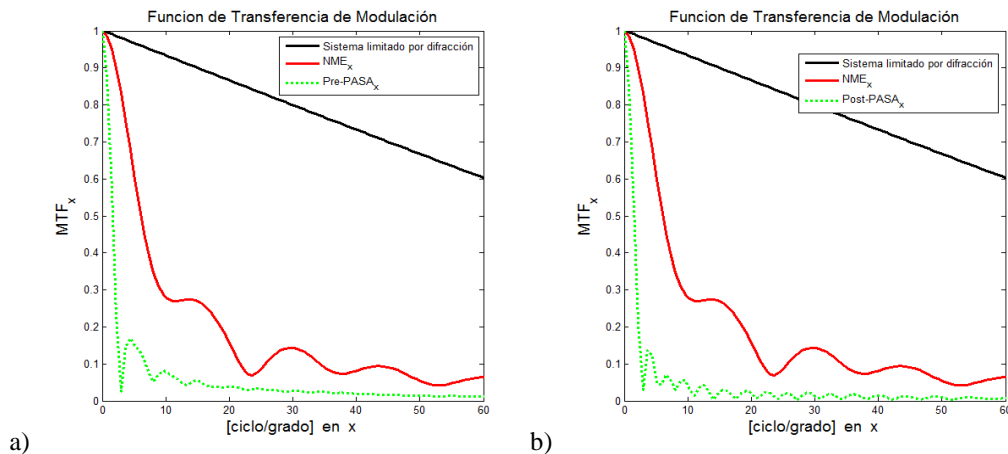 Funcion de Transferencia de Modulación
Sistema limitado por difracción
NMEx
Pre-PASAx
MTFx
1
0.9
0.8
0.7
0.6
0.5
0.4
0.3
0.2
0.1
0
0 10 20 30 40 50 60
[ciclo/grado] en x
a)
Funcion de Transferencia de Modulación
Sistema limitado por difracción
NMEx
Post-PASAx
MTFx
1
0.9
0.8
0.7
0.6
0.5
0.4
0.3
0.2
0.1
0
0 10 20 30 40 50 60
[ciclo/grado] en x
b)